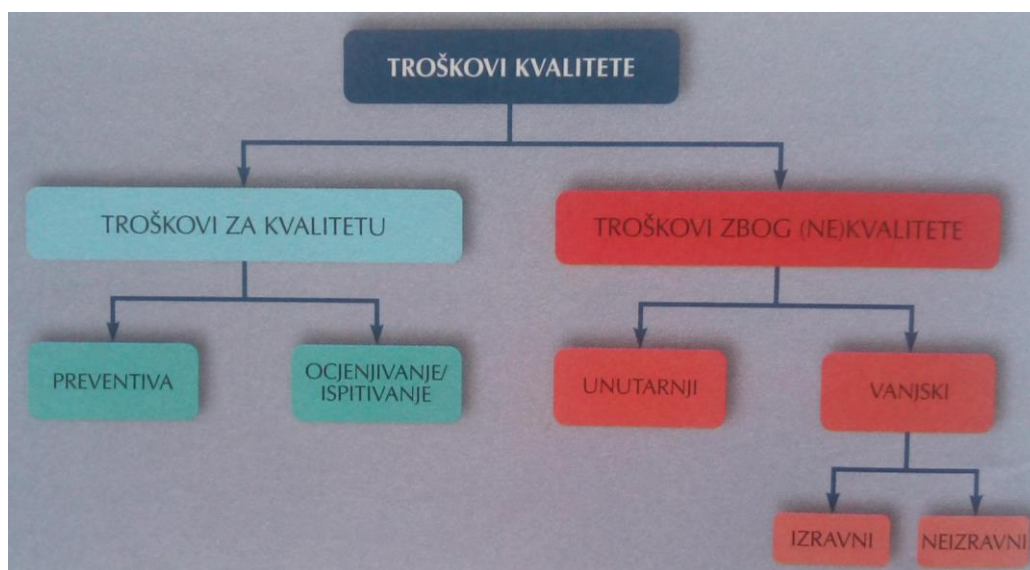 TROŠKOVI KVALITETE
TROŠKOVI ZA KVALITETU
TROŠKOVI ZBOG (NE)KVALITETE
PREVENTIVA
OCJENJIVANJE/
ISPITIVANJE
UNUTARNJI
VANJSKI
IZRAVNI
NEIZRAVNI